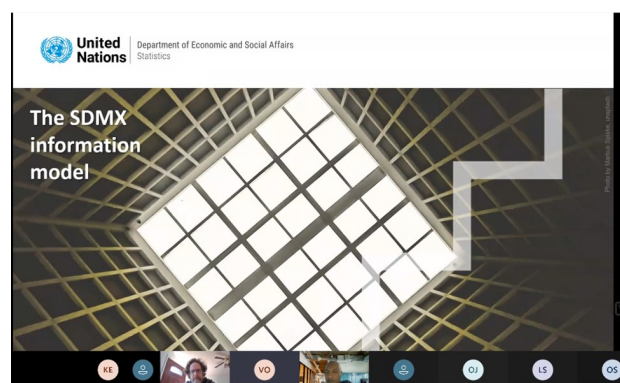 United
Nations
Department of Economic and Social Affairs
Statistics
The SDMX
information
model
KE
VO
OJ
LS
OS